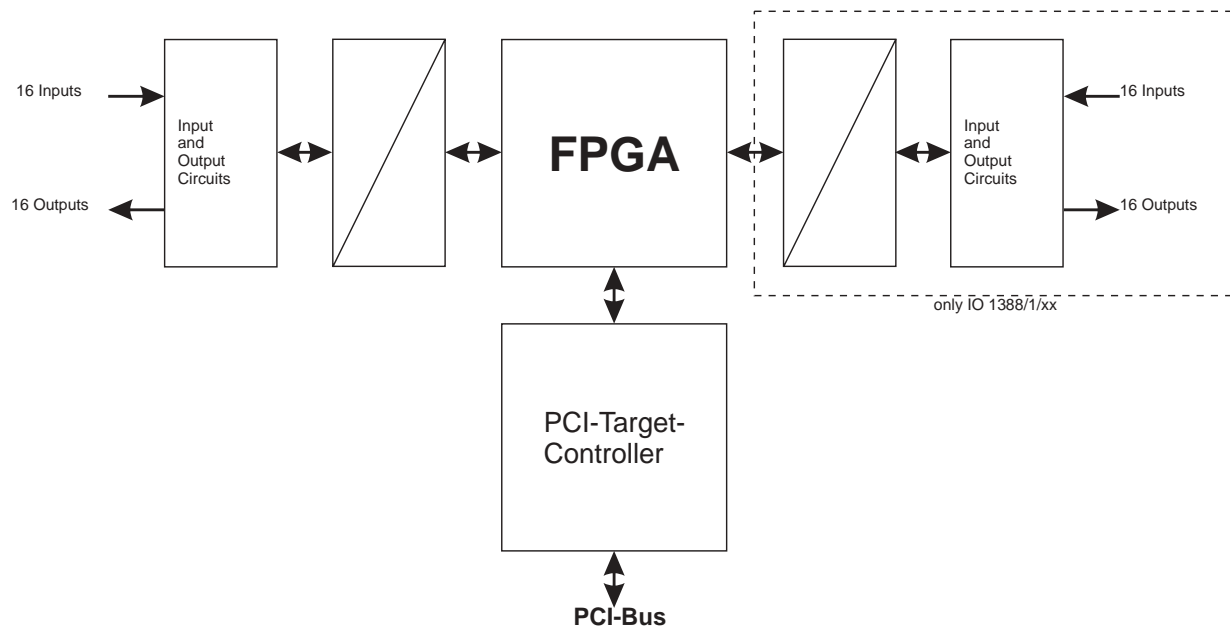 16 Inputs
Input
and
Output
Circuits
16 Outputs
FPGA
16 Inputs
Input
and
Output
Circuits
16 Outputs
only IO 1388/1/xx
PCI-Target-
Controller
PCI-Bus